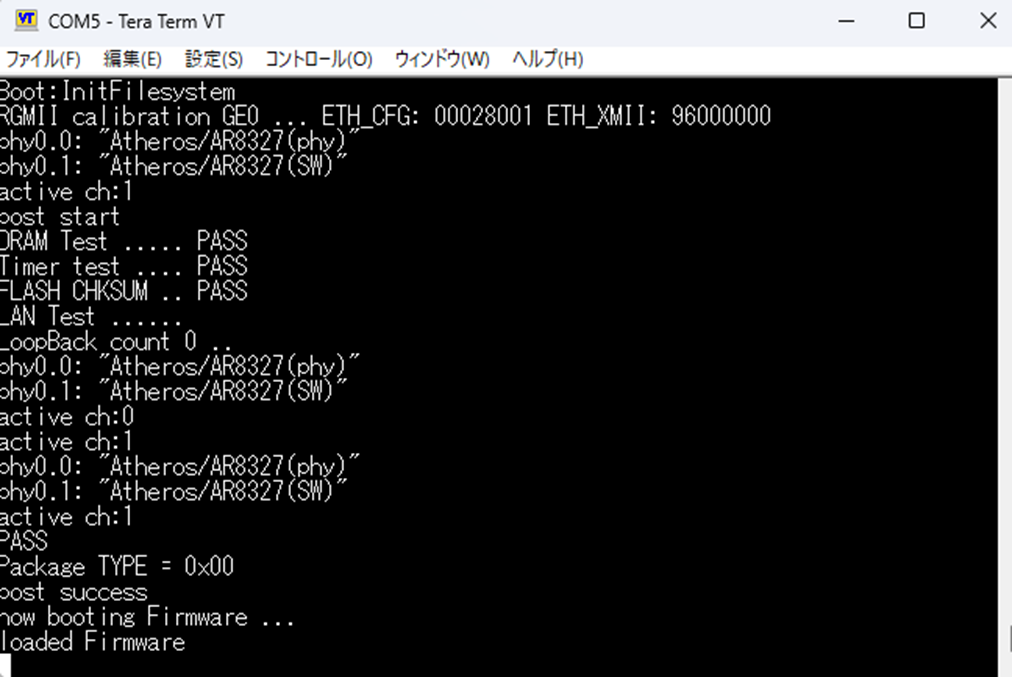 COM5 - Tera Term VT
ファイル(F) 編集(E) 設定(S) コントロール(O) ウィンドウ(W) ヘルプ(H)
Boot:InitFilesystem
RGMII calibration GE0 ... ETH_CFG: 00028001 ETH_XMII: 96000000
phy0.0: "Atheros/AR8327(phy)"
phy0.1: "Atheros/AR8327(SW)"
active ch:1
post start
DRAM Test ..... PASS
Timer test .... PASS
FLASH CHKSUM .. PASS
LAN Test ......
LoopBack count 0 ..
phy0.0: "Atheros/AR8327(phy)"
phy0.1: "Atheros/AR8327(SW)"
active ch:0
active ch:1
phy0.0: "Atheros/AR8327(phy)"
phy0.1: "Atheros/AR8327(SW)"
active ch:1
PASS
Package TYPE = 0x00
post success
now booting Firmware ...
loaded Firmware